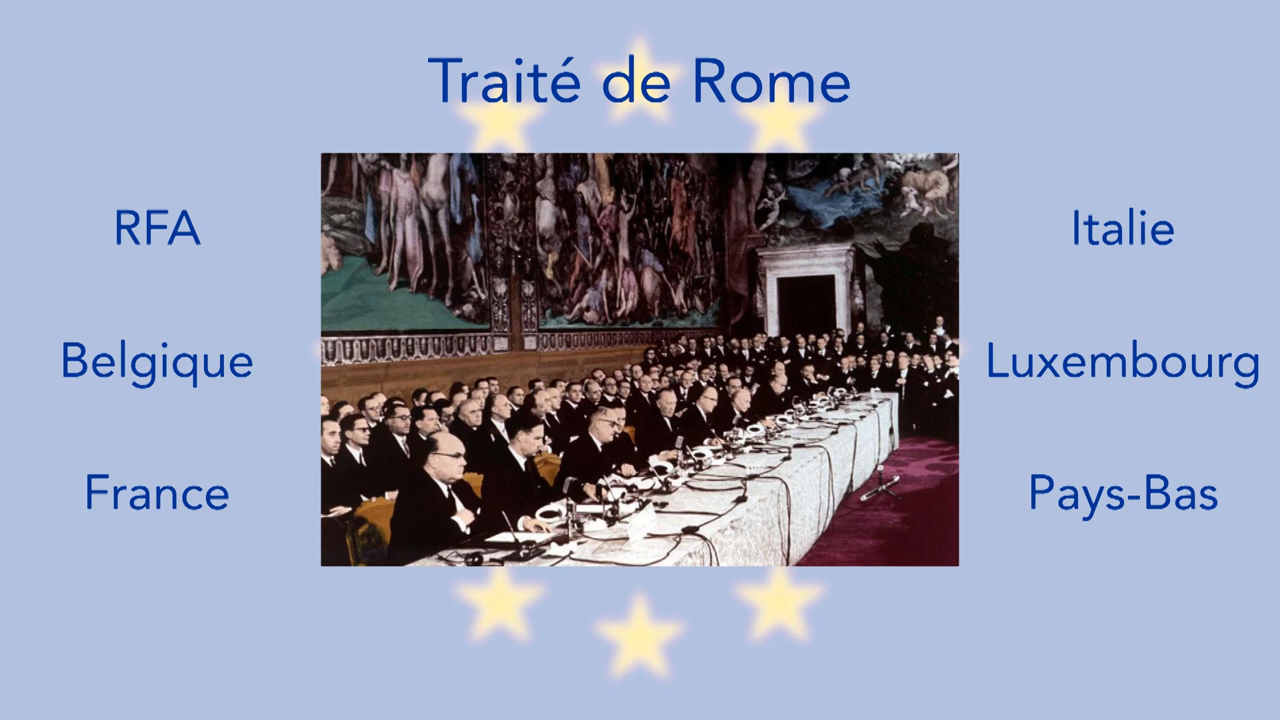 Traité de Rome
RFA
Belgique
France
Italie
Luxembourg
Pays-Bas